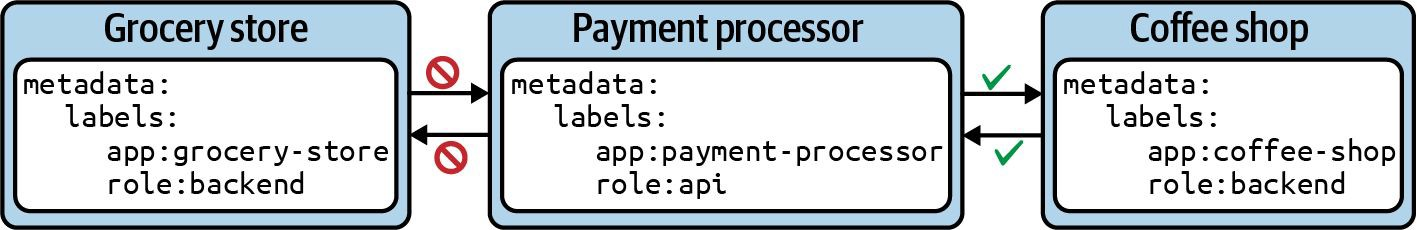 Grocery store
metadata:
labels:
app:grocery-store
role:backend
Payment processor
metadata:
labels:
app:payment-processor
role:api
Coffee shop
metadata:
labels:
app:coffee-shop
role:backend